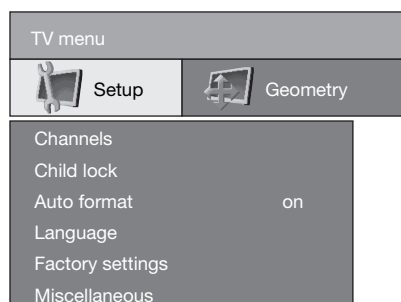 TV menu
Setup Geometry
Channels
Child lock
Auto format on
Language
Factory settings
Miscellaneous